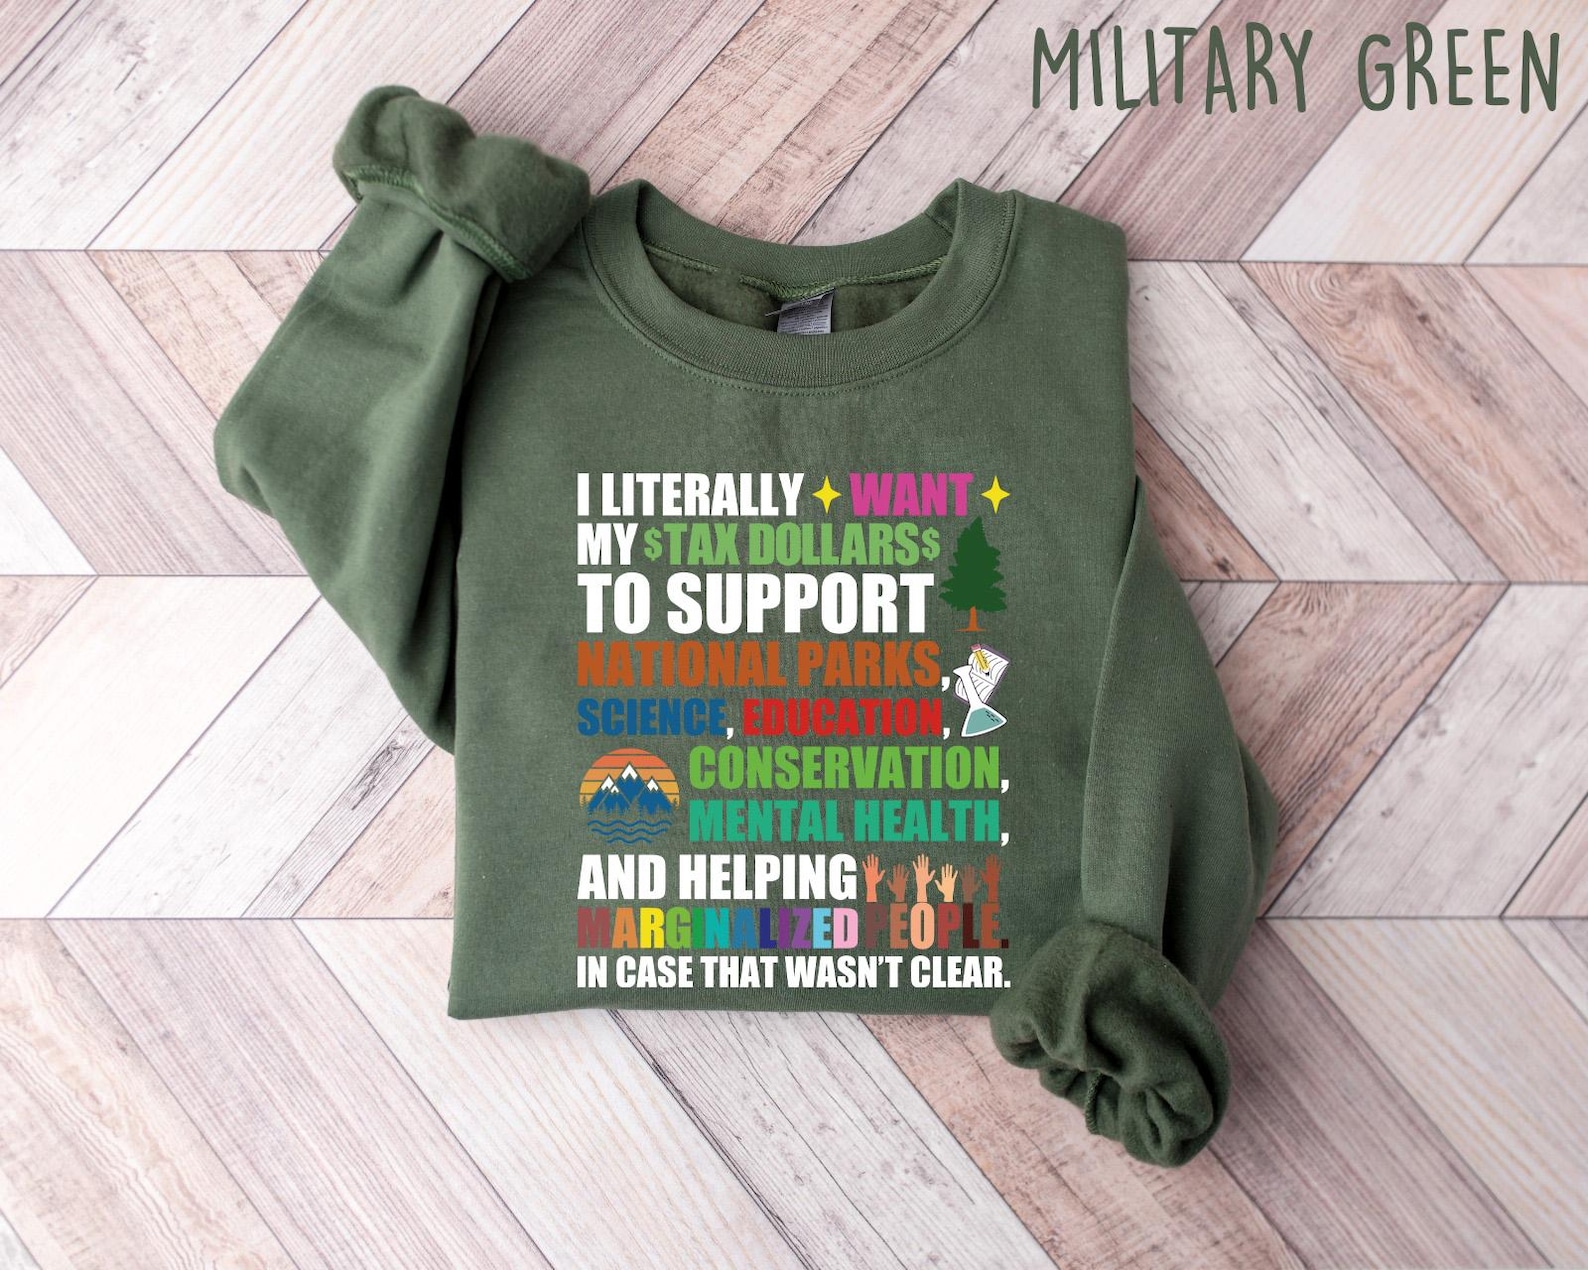 MILITARY GREEN
I LITERALLY WANT
MY $TAX DOLLARS$
TO SUPPORT
NATIONAL PARKS,
SCIENCE, EDUCATION,
CONSERVATION,
MENTAL HEALTH,
AND HELPING
MARGINALIZED PEOPLE.
IN CASE THAT WASN'T CLEAR.